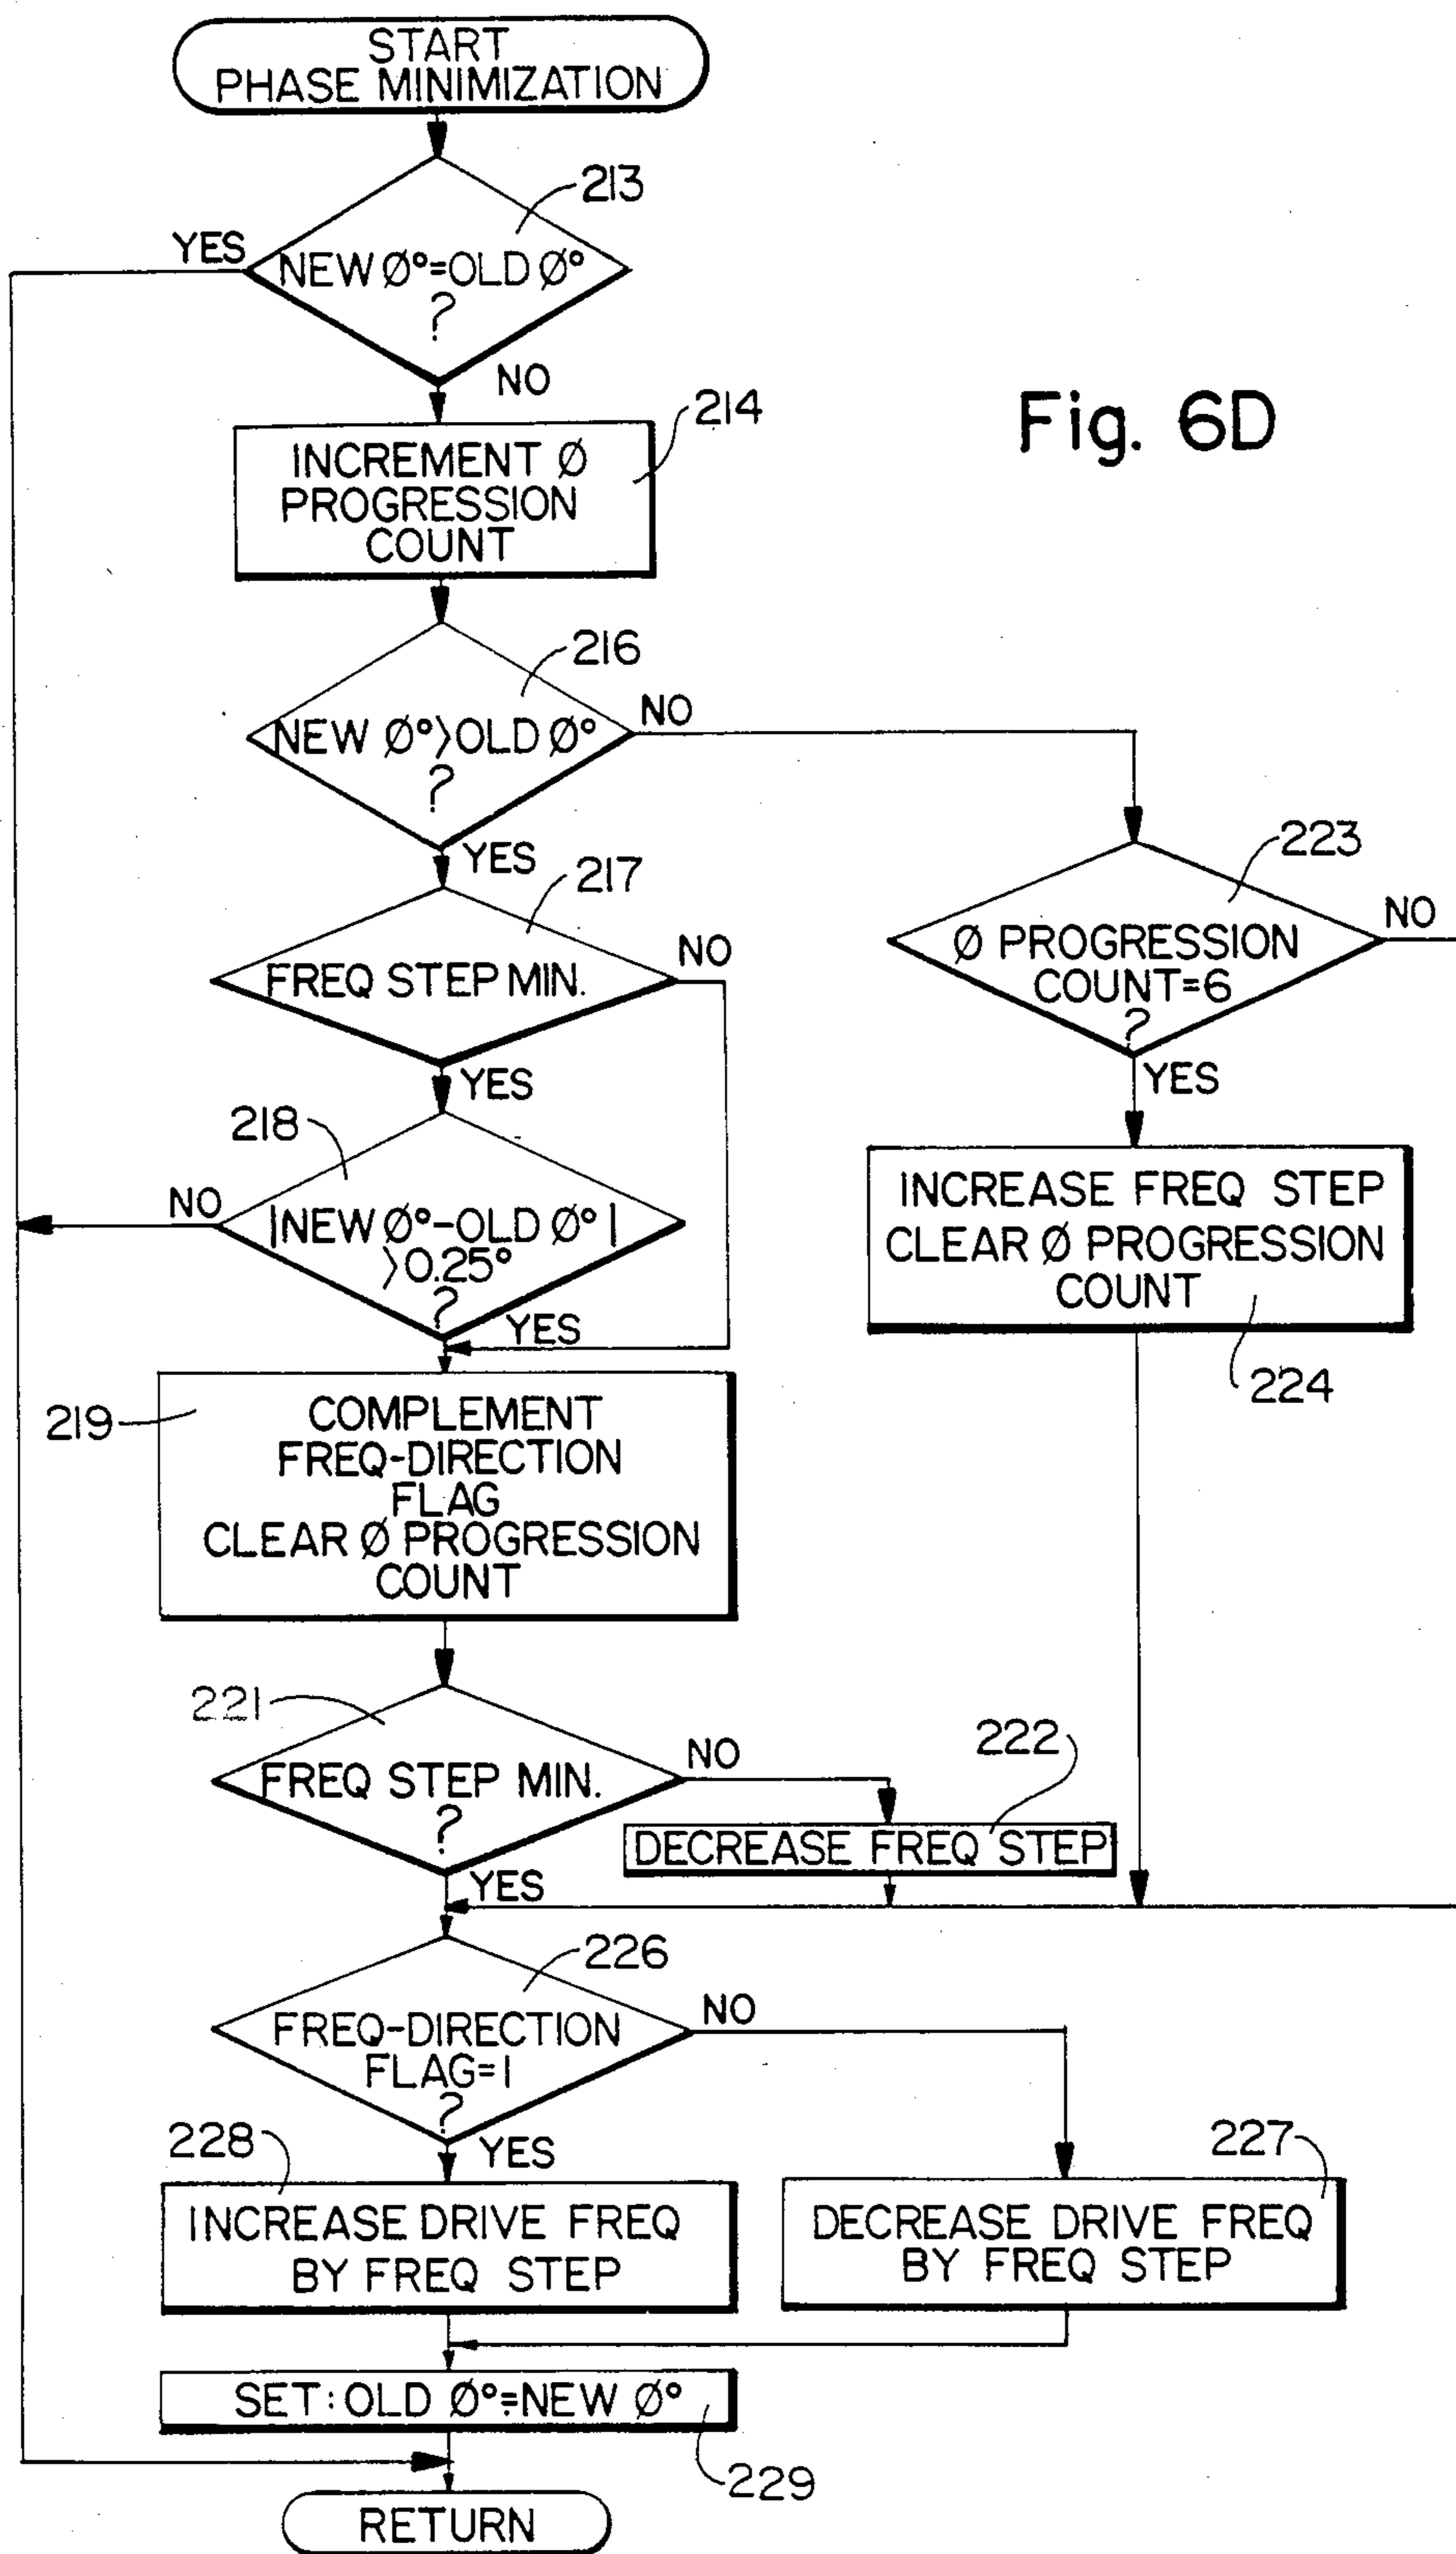 START
PHASE MINIMIZATION
213
YES
NEW Ø°=OLD Ø°
?
NO
Fig. 6D
214
INCREMENT Ø
PROGRESSION
COUNT
216
NO
NEW Ø°>OLD Ø°
?
YES
217
223
NO
NO
FREQ STEP MIN.
Ø PROGRESSION
COUNT=6
?
YES
YES
218
NO
|NEW Ø°-OLD Ø°|
>0.25°
?
YES
INCREASE FREQ STEP
CLEAR Ø PROGRESSION
COUNT
224
219
COMPLEMENT
FREQ-DIRECTION
FLAG
CLEAR Ø PROGRESSION
COUNT
221
NO
222
FREQ STEP MIN.
?
DECREASE FREQ STEP
YES
226
NO
FREQ-DIRECTION
FLAG=1
?
YES
228
227
INCREASE DRIVE FREQ
BY FREQ STEP
DECREASE DRIVE FREQ
BY FREQ STEP
SET: OLD Ø°=NEW Ø°
229
RETURN